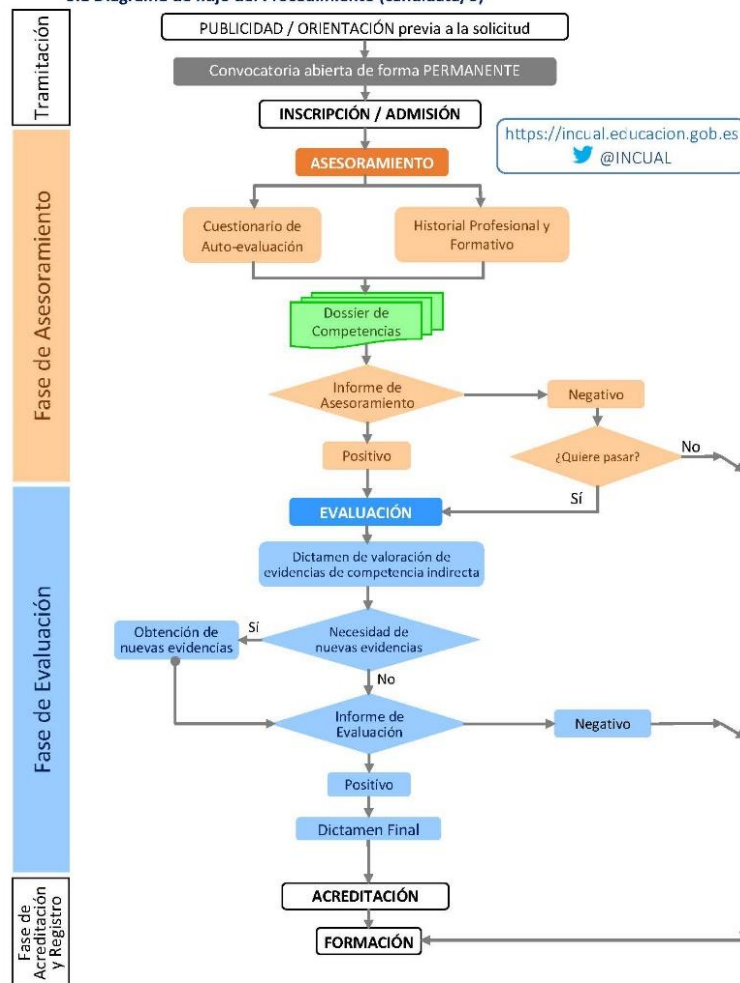 PUBLICIDAD / ORIENTACIÓN previa a la solicitud
Convocatoria abierta de forma PERMANENTE
INSCRIPCIÓN / ADMISIÓN
Tramitación
https://incual.educacion.gob.es
@INCUAL
ASESORAMIENTO
Cuestionario de
Auto-evaluación
Historial Profesional y
Formativo
Dossier de
Competencias
Informe de
Asesoramiento
Negativo
Positivo
¿Quiere pasar?
No
Sí
Fase de Asesoramiento
EVALUACIÓN
Dictamen de valoración de
evidencias de competencia indirecta
Necesidad de
nuevas evidencias
Sí
Obtención de
nuevas evidencias
No
Informe de
Evaluación
Negativo
Positivo
Dictamen Final
Fase de Evaluación
ACREDITACIÓN
FORMACIÓN
Fase de
Acreditación
y Registro